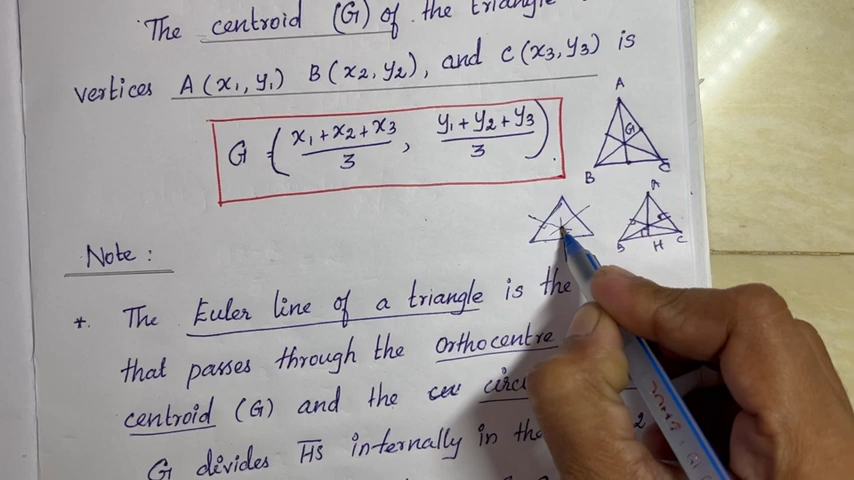 The centroid (G) of the triangle
vertices A(x₁, y₁) B(x₂, y₂), and C(x₃, y₃) is
G = ( (x₁+x₂+x₃)/3 , (y₁+y₂+y₃)/3 ).
A
G
B C
A
B H C
Note :
*. The Euler line of a triangle is the
that passes through the orthocentre
centroid (G) and the
G divides HS internally in the 2